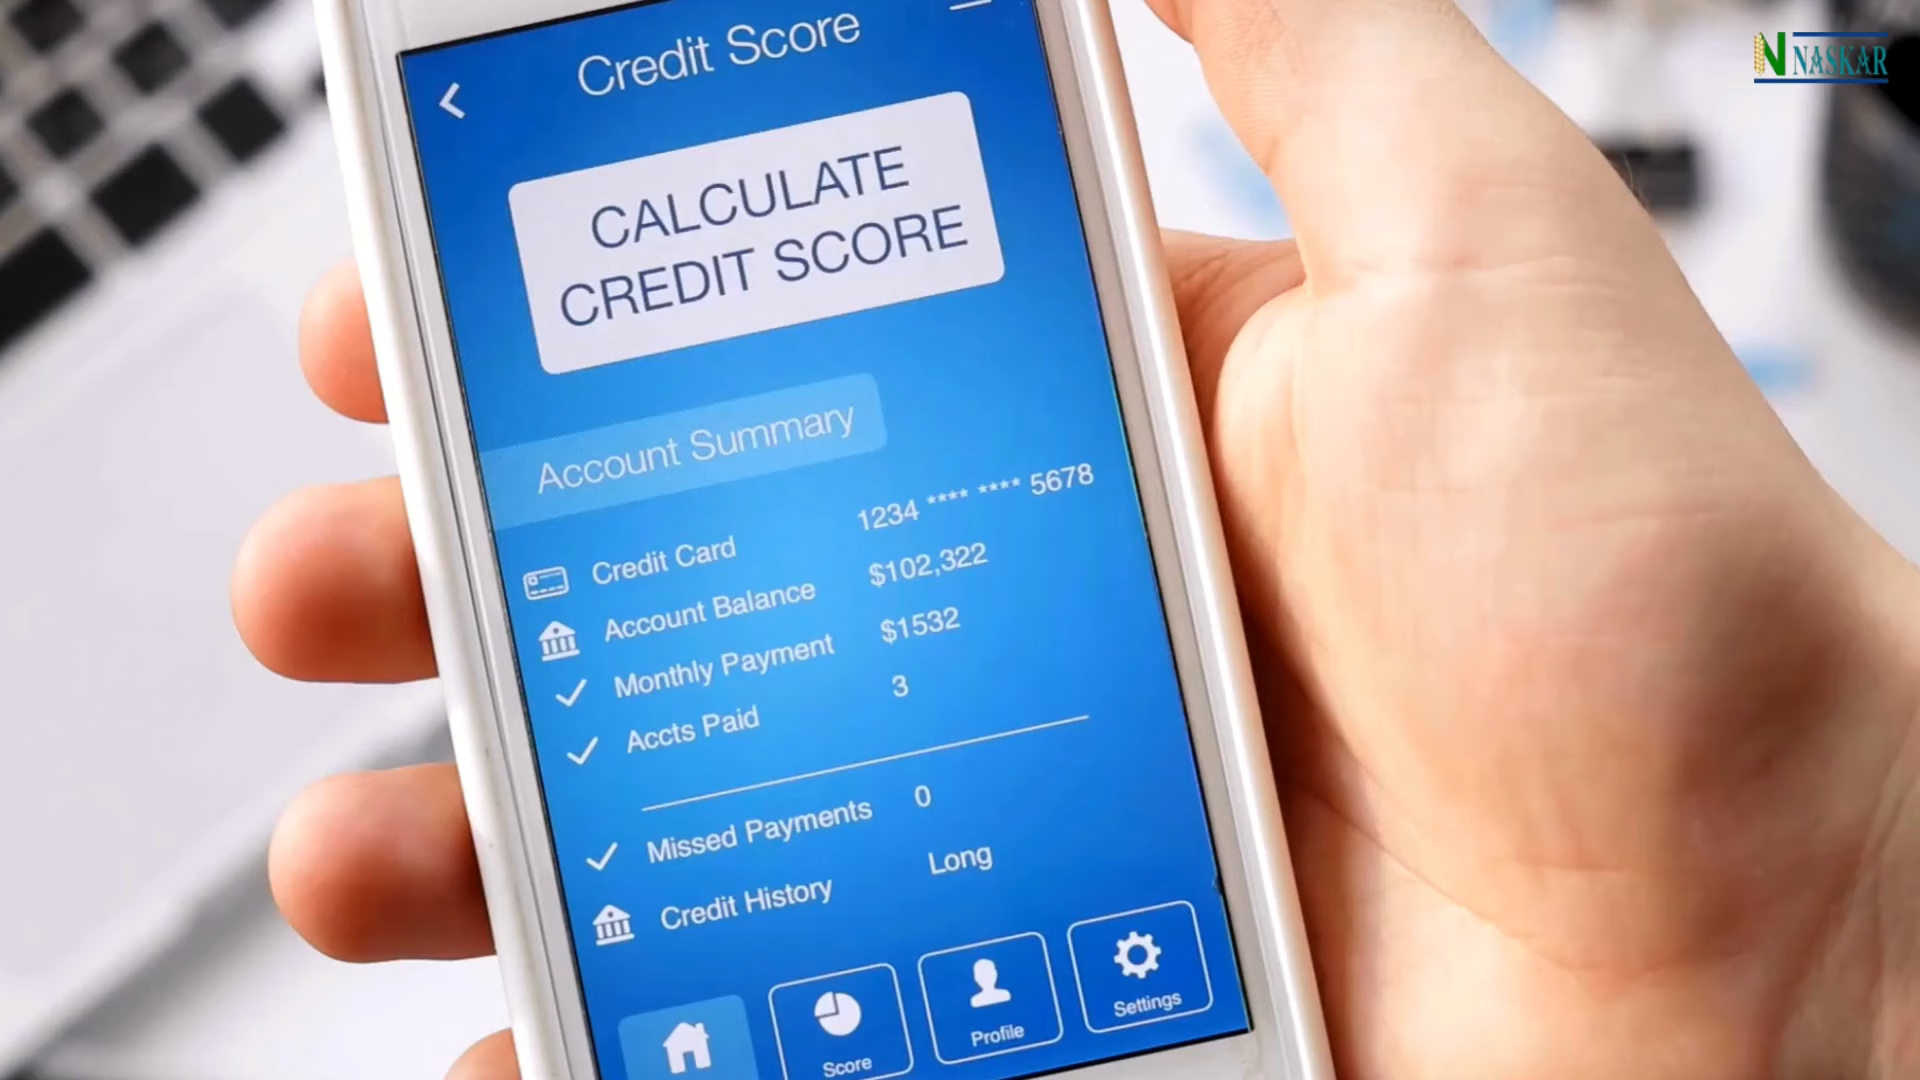 NASKAR
Credit Score
CALCULATE
CREDIT SCORE
Account Summary
Credit Card 1234 **** **** 5678
Account Balance $102,322
Monthly Payment $1532
Accts Paid 3
Missed Payments 0
Credit History Long
Score
Profile
Settings